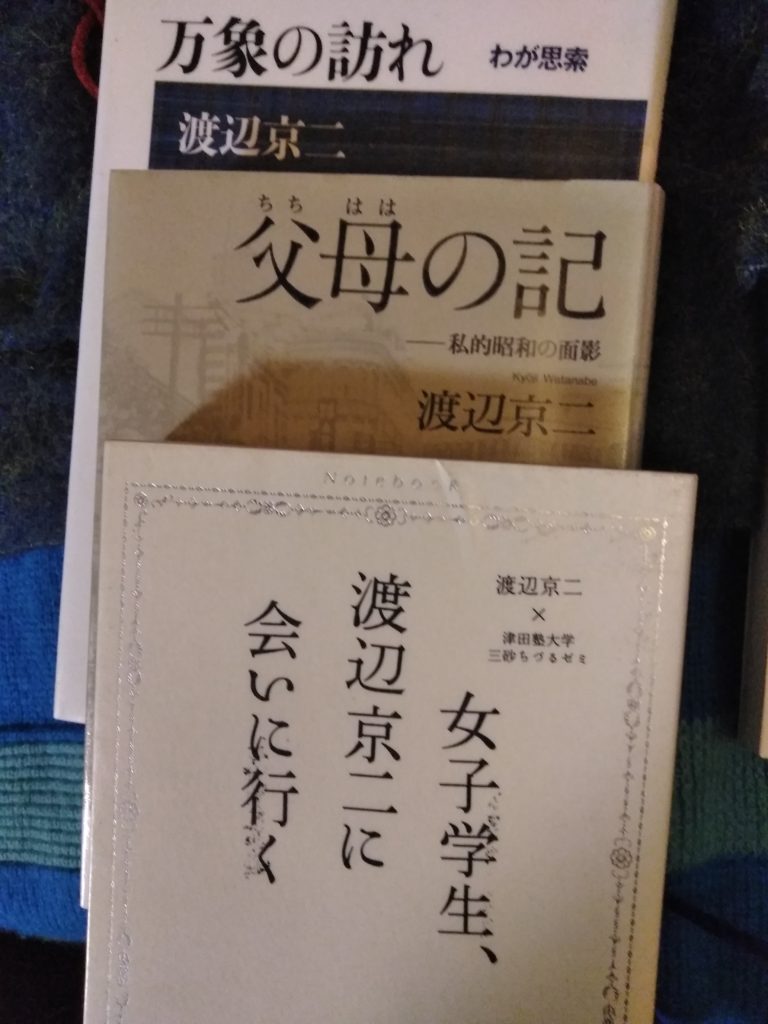 万象の訪れ わが思索
渡辺京二
ちち はは
父母の記
──私的昭和の面影
Kyōji Watanabe
渡辺京二
Notebook
渡辺京二
×
津田塾大学
三砂ちづるゼミ
女子学生、
渡辺京二に
会いに行く